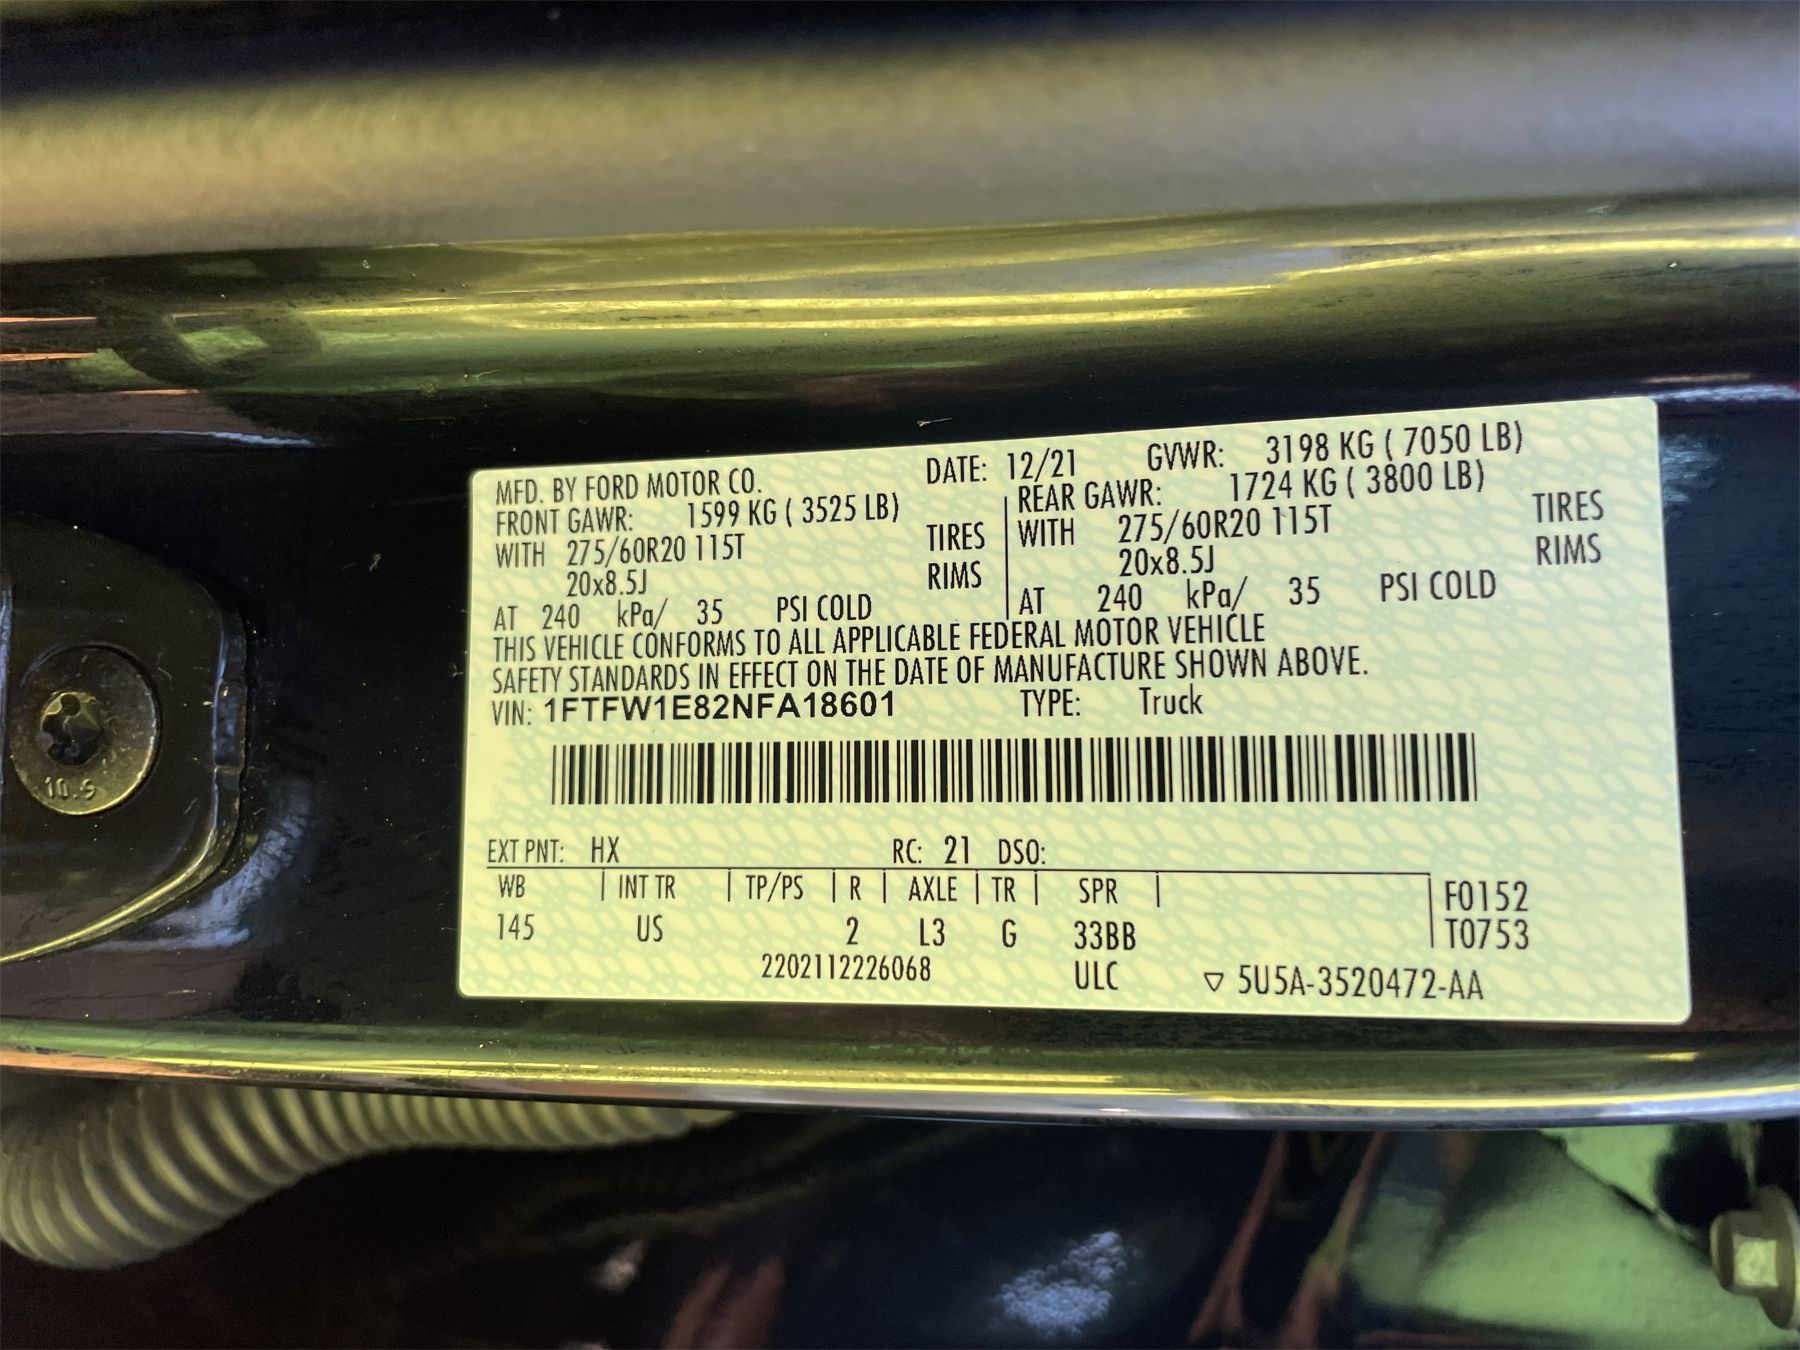 MFD. BY FORD MOTOR CO. DATE: 12/21 GVWR: 3198 KG ( 7050 LB)
FRONT GAWR: 1599 KG ( 3525 LB) REAR GAWR: 1724 KG ( 3800 LB)
WITH 275/60R20 115T TIRES WITH 275/60R20 115T TIRES
20x8.5J RIMS 20x8.5J RIMS
AT 240 kPa/ 35 PSI COLD AT 240 kPa/ 35 PSI COLD
THIS VEHICLE CONFORMS TO ALL APPLICABLE FEDERAL MOTOR VEHICLE
SAFETY STANDARDS IN EFFECT ON THE DATE OF MANUFACTURE SHOWN ABOVE.
VIN: 1FTFW1E82NFA18601 TYPE: Truck
EXT PNT: HX RC: 21 DSO:
WB INT TR TP/PS R AXLE TR SPR F0152
145 US 2 L3 G 33BB T0753
2202112226068 ULC ▽ 5U5A-3520472-AA
10.9